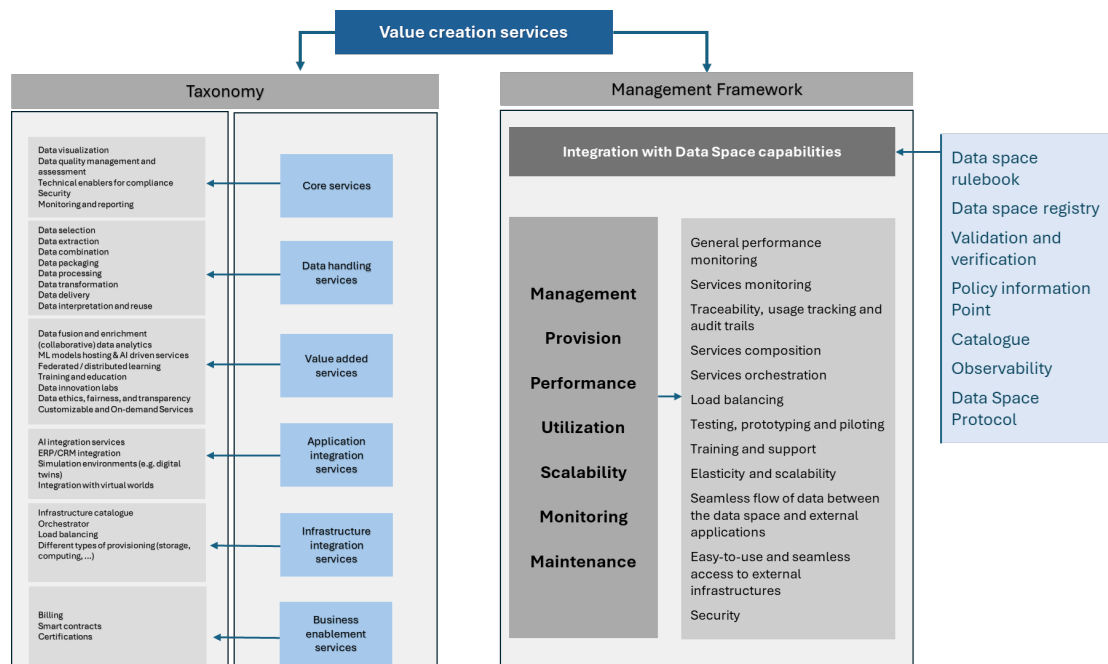 Value creation services
Taxonomy
Data visualization
Data quality management and
assessment
Technical enablers for compliance
Security
Monitoring and reporting
Core services
Data selection
Data extraction
Data combination
Data packaging
Data processing
Data transformation
Data delivery
Data interpretation and reuse
Data handling
services
Data fusion and enrichment
(collaborative) data analytics
ML models hosting & AI driven services
Federated / distributed learning
Training and education
Data innovation labs
Data ethics, fairness, and transparency
Customizable and On-demand Services
Value added
services
AI integration services
ERP/CRM integration
Simulation environments (e.g. digital
twins)
Integration with virtual worlds
Application
integration
services
Infrastructure catalogue
Orchestrator
Load balancing
Different types of provisioning (storage,
computing, ...)
Infrastructure
integration
services
Billing
Smart contracts
Certifications
Business
enablement
services
Management Framework
Integration with Data Space capabilities
Management
Provision
Performance
Utilization
Scalability
Monitoring
Maintenance
General performance
monitoring
Services monitoring
Traceability, usage tracking and
audit trails
Services composition
Services orchestration
Load balancing
Testing, prototyping and piloting
Training and support
Elasticity and scalability
Seamless flow of data between
the data space and external
applications
Easy-to-use and seamless
access to external
infrastructures
Security
Data space
rulebook
Data space registry
Validation and
verification
Policy information
Point
Catalogue
Observability
Data Space
Protocol